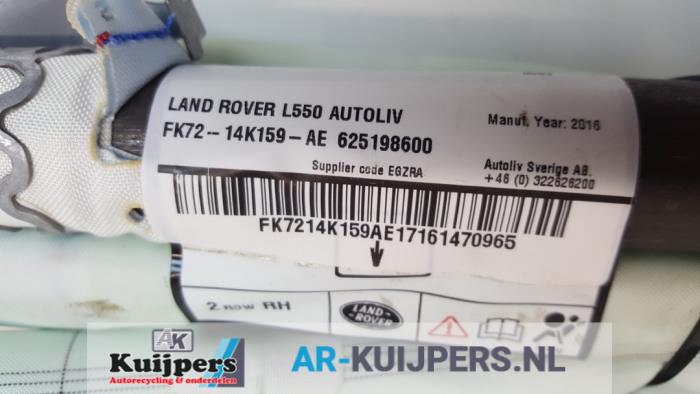 LAND ROVER L550 AUTOLIV
FK72-14K159-AE 625198600
Manuf. Year: 2016
Supplier code EGZRA
Autoliv Sverige AB.
+46 (0) 322626200
FK7214K159AE17161470965
2 ROW RH
LAND ROVER
AK
Kuijpers
Autorecycling & onderdelen
AR-KUIJPERS.NL